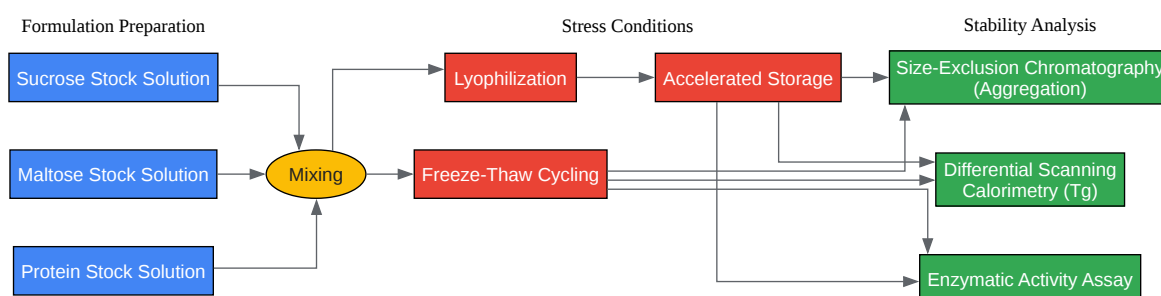 Formulation Preparation
Stress Conditions
Stability Analysis
Sucrose Stock Solution
Lyophilization
Accelerated Storage
Size-Exclusion Chromatography
(Aggregation)
Maltose Stock Solution
Mixing
Freeze-Thaw Cycling
Differential Scanning
Calorimetry (Tg)
Protein Stock Solution
Enzymatic Activity Assay